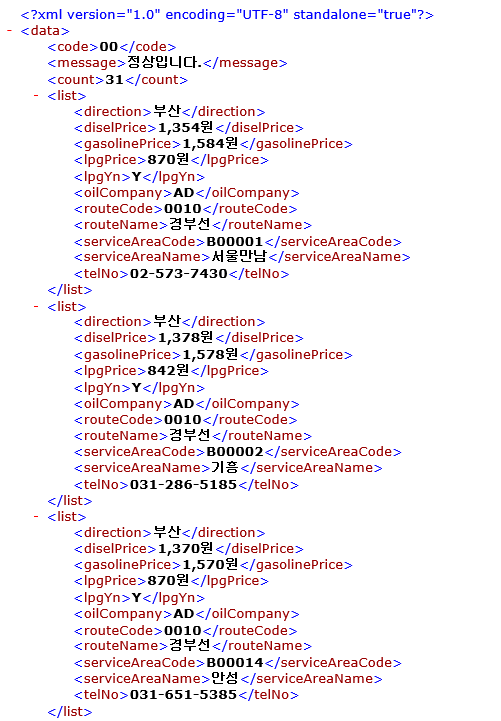 <?xml version="1.0" encoding="UTF-8" standalone="true"?>
- <data>
<code>00</code>
<message>정상입니다.</message>
<count>31</count>
- <list>
<direction>부산</direction>
<diselPrice>1,354원</diselPrice>
<gasolinePrice>1,584원</gasolinePrice>
<lpgPrice>870원</lpgPrice>
<lpgYn>Y</lpgYn>
<oilCompany>AD</oilCompany>
<routeCode>0010</routeCode>
<routeName>경부선</routeName>
<serviceAreaCode>B00001</serviceAreaCode>
<serviceAreaName>서울만남</serviceAreaName>
<telNo>02-573-7430</telNo>
</list>
- <list>
<direction>부산</direction>
<diselPrice>1,378원</diselPrice>
<gasolinePrice>1,578원</gasolinePrice>
<lpgPrice>842원</lpgPrice>
<lpgYn>Y</lpgYn>
<oilCompany>AD</oilCompany>
<routeCode>0010</routeCode>
<routeName>경부선</routeName>
<serviceAreaCode>B00002</serviceAreaCode>
<serviceAreaName>기흥</serviceAreaName>
<telNo>031-286-5185</telNo>
</list>
- <list>
<direction>부산</direction>
<diselPrice>1,370원</diselPrice>
<gasolinePrice>1,570원</gasolinePrice>
<lpgPrice>870원</lpgPrice>
<lpgYn>Y</lpgYn>
<oilCompany>AD</oilCompany>
<routeCode>0010</routeCode>
<routeName>경부선</routeName>
<serviceAreaCode>B00014</serviceAreaCode>
<serviceAreaName>안성</serviceAreaName>
<telNo>031-651-5385</telNo>
</list>